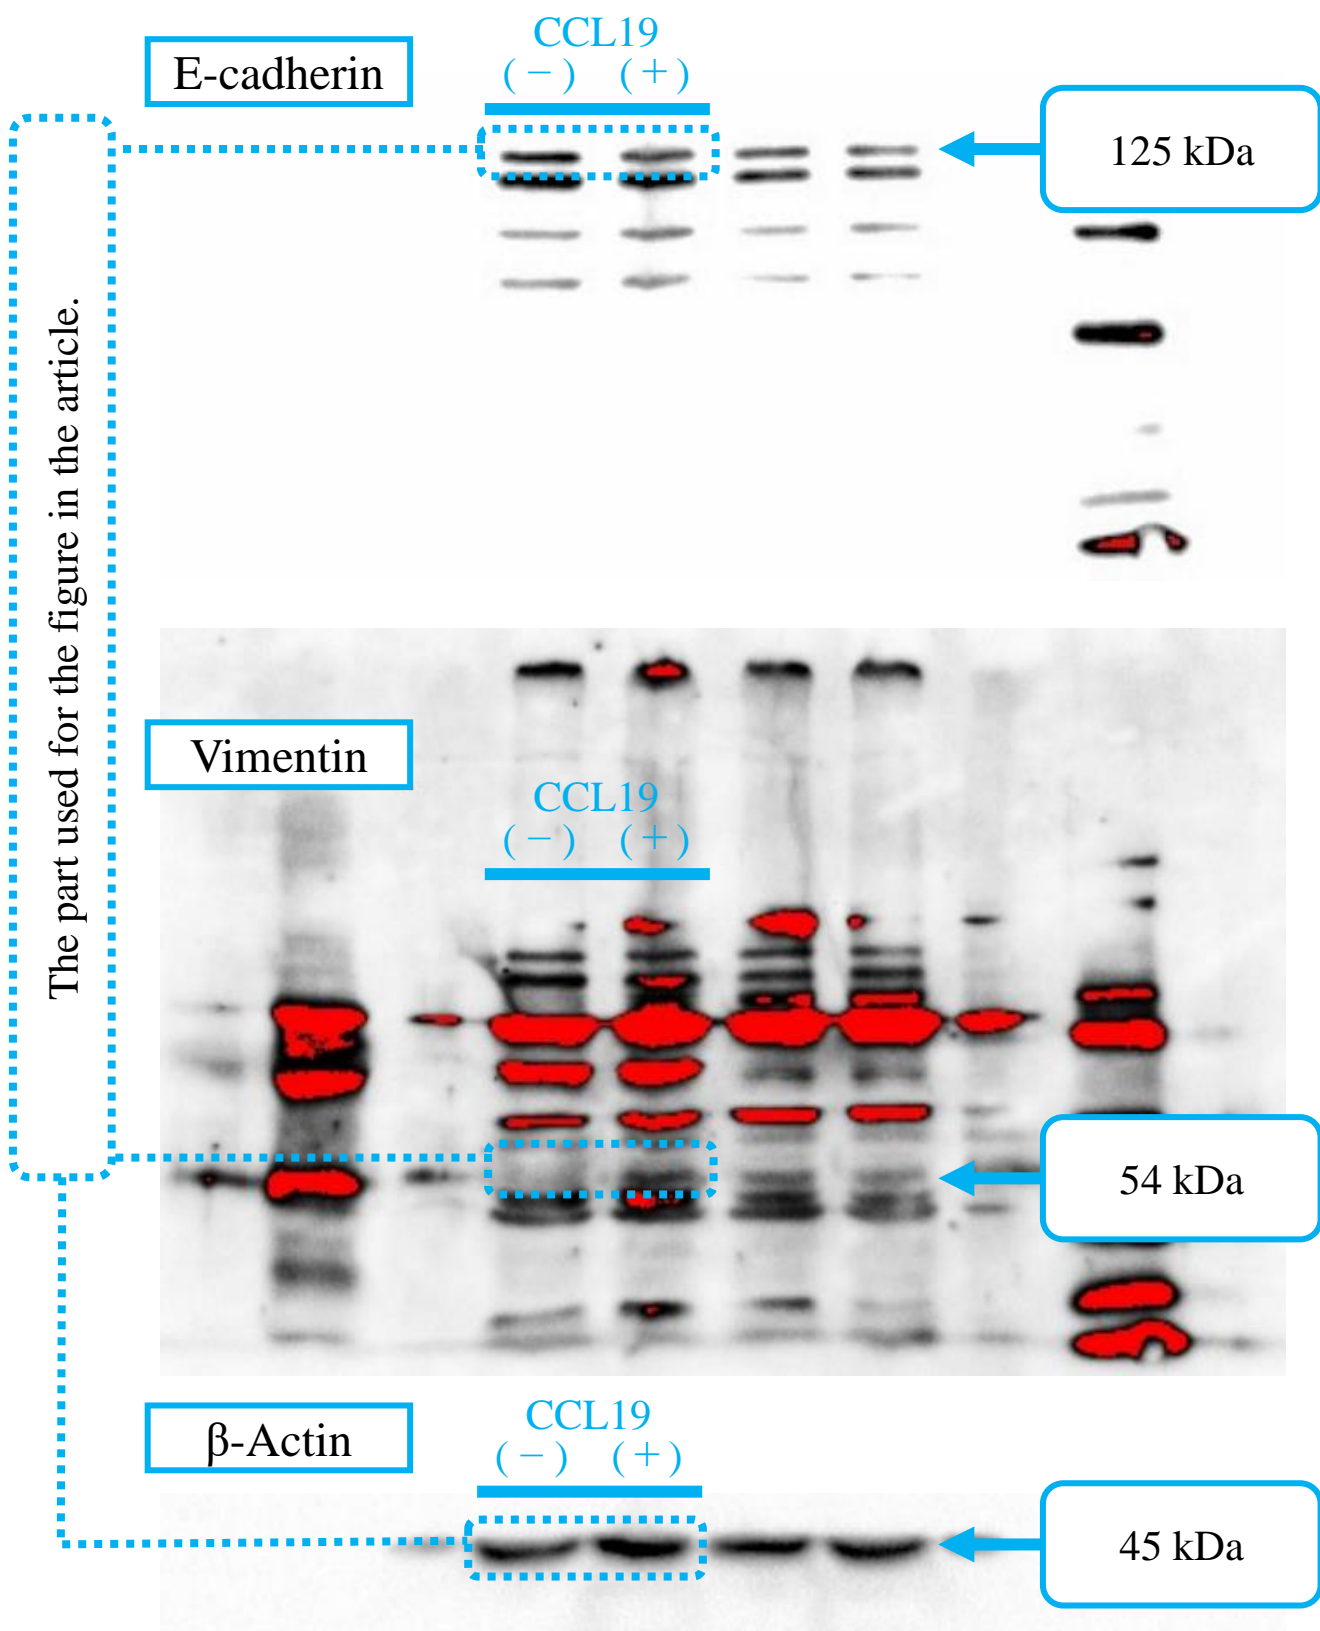 CCL19
E-cadherin
(－) (＋)
125 kDa
The part used for the figure in the article.
Vimentin
CCL19
(－) (＋)
54 kDa
β-Actin
CCL19
(－) (＋)
45 kDa